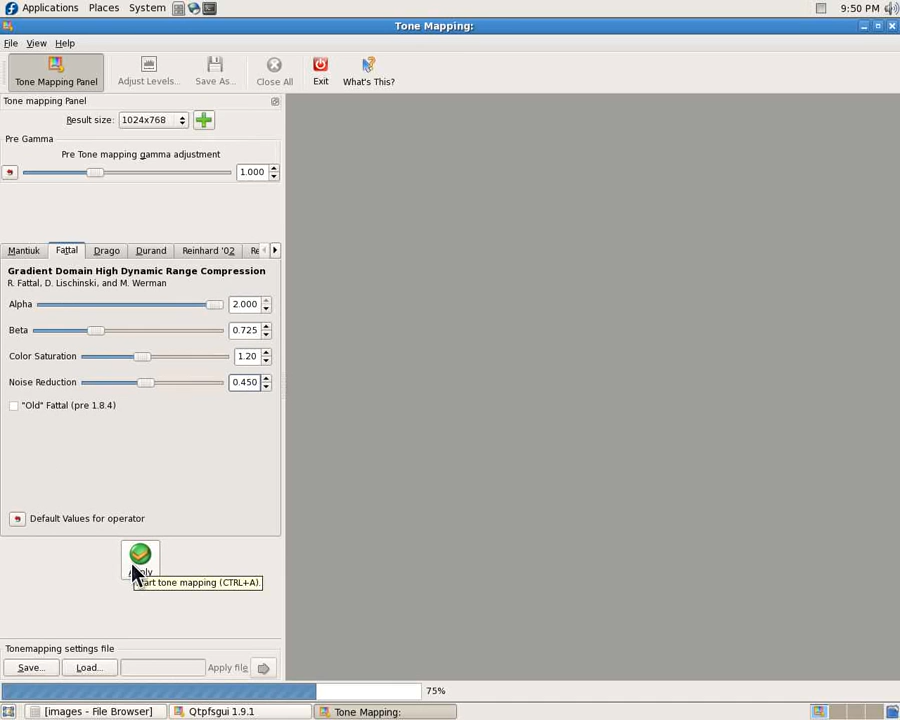 Applications Places System 9:50 PM
Tone Mapping:
File View Help
Tone Mapping Panel Adjust Levels... Save As... Close All Exit What's This?
Tone mapping Panel
Result size: 1024x768
Pre Gamma
Pre Tone mapping gamma adjustment
1.000
Mantiuk Fattal Drago Durand Reinhard '02
Gradient Domain High Dynamic Range Compression
R. Fattal, D. Lischinski, and M. Werman
Alpha 2.000
Beta 0.725
Color Saturation 1.20
Noise Reduction 0.450
"Old" Fattal (pre 1.8.4)
Default Values for operator
tone mapping (CTRL+A).
Tonemapping settings file
Save... Load... Apply file
75%
[images - File Browser] Qtpfsgui 1.9.1 Tone Mapping: